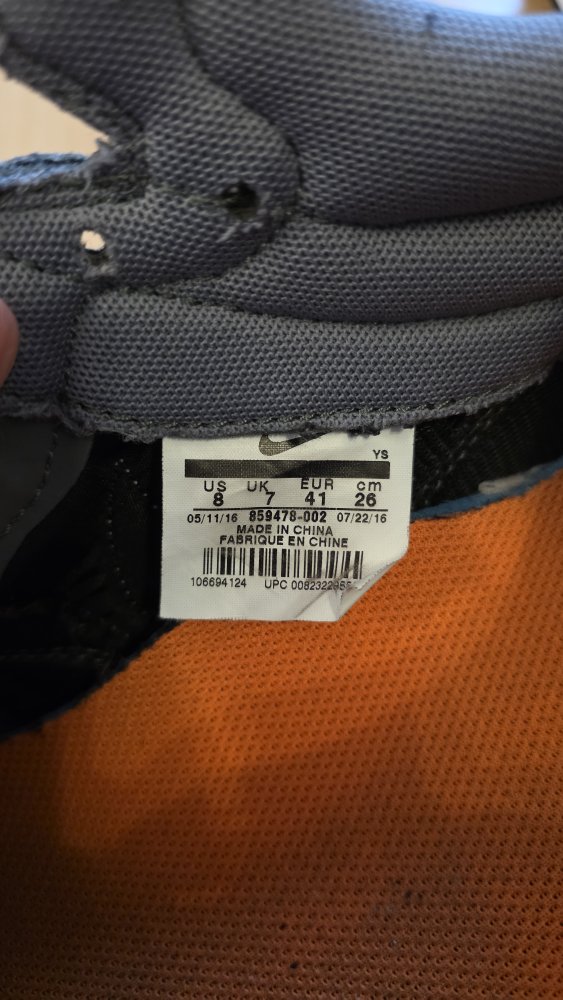 YS
US UK EUR cm
8 7 41 26
05/11/16 859478-002 07/22/16
MADE IN CHINA
FABRIQUE EN CHINE
106694124 UPC